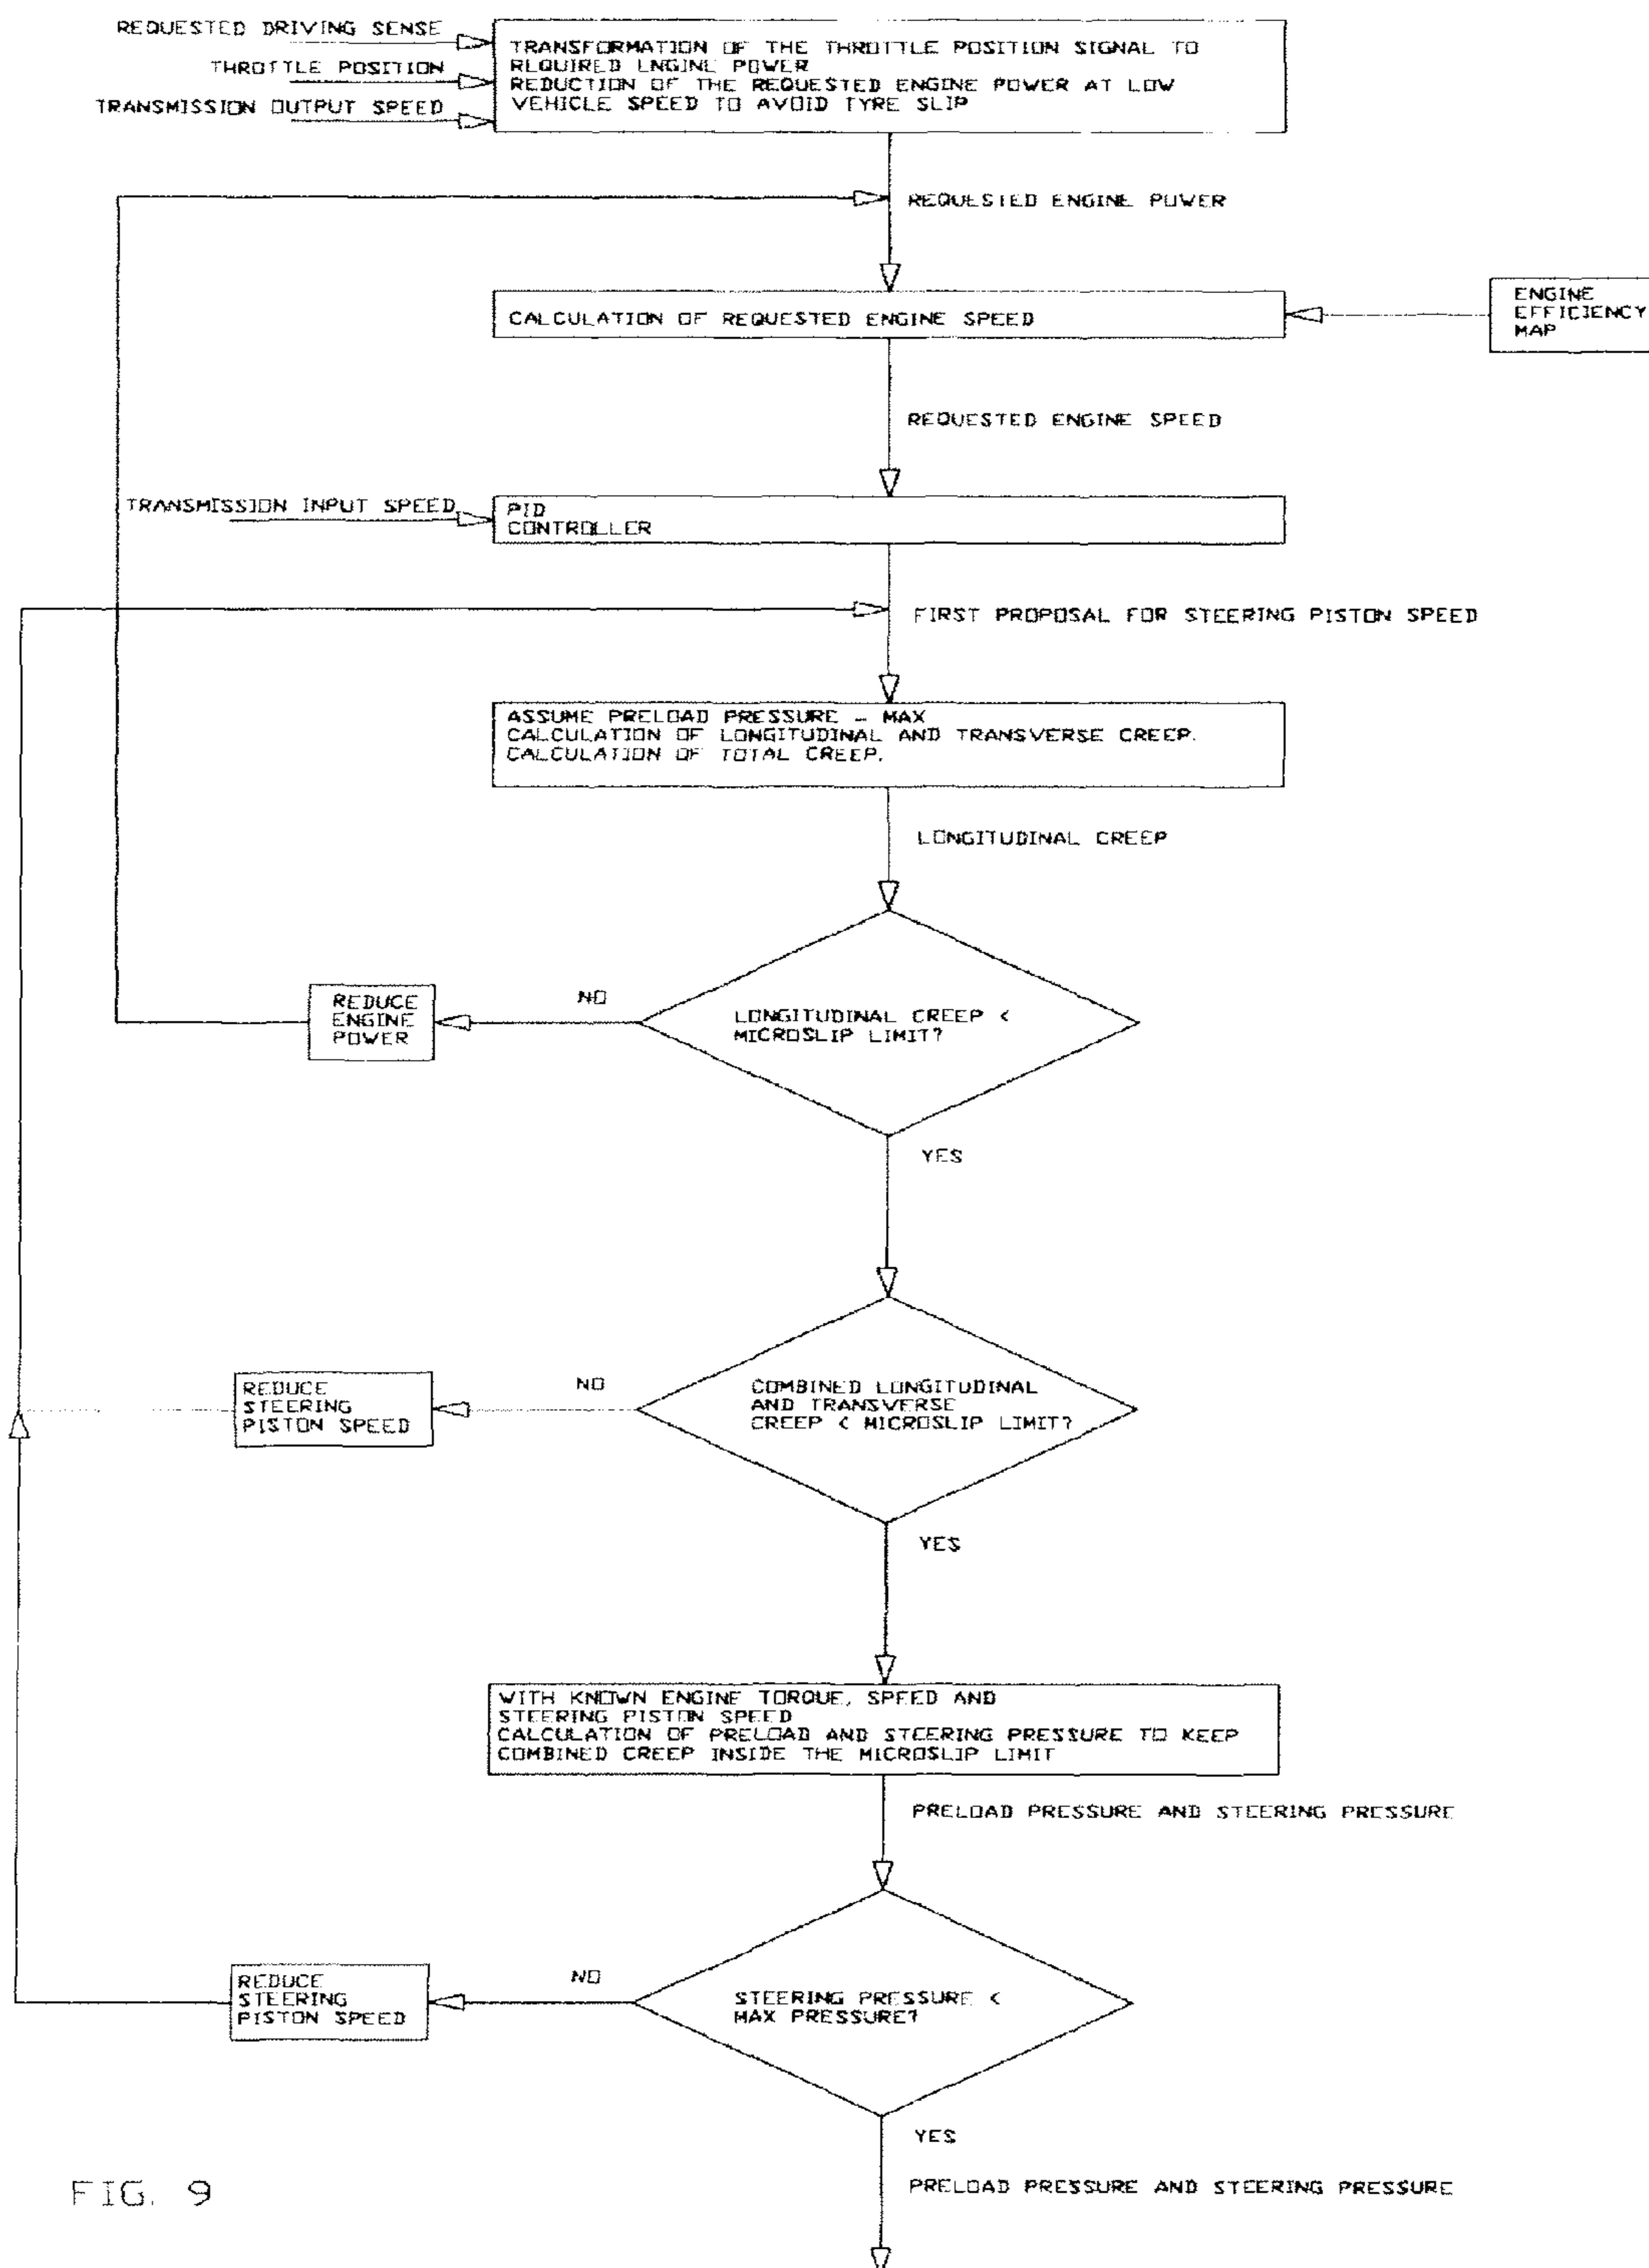 REQUESTED DRIVING SENSE
THROTTLE POSITION
TRANSMISSION OUTPUT SPEED
TRANSFORMATION OF THE THROTTLE POSITION SIGNAL TO
REQUIRED ENGINE POWER
REDUCTION OF THE REQUESTED ENGINE POWER AT LOW
VEHICLE SPEED TO AVOID TYRE SLIP
REQUESTED ENGINE POWER
CALCULATION OF REQUESTED ENGINE SPEED
ENGINE
EFFICIENCY
MAP
REQUESTED ENGINE SPEED
TRANSMISSION INPUT SPEED
PID
CONTROLLER
FIRST PROPOSAL FOR STEERING PISTON SPEED
ASSUME PRELOAD PRESSURE = MAX
CALCULATION OF LONGITUDINAL AND TRANSVERSE CREEP.
CALCULATION OF TOTAL CREEP.
LONGITUDINAL CREEP
REDUCE
ENGINE
POWER
NO
LONGITUDINAL CREEP <
MICROSLIP LIMIT?
YES
REDUCE
STEERING
PISTON SPEED
NO
COMBINED LONGITUDINAL
AND TRANSVERSE
CREEP < MICROSLIP LIMIT?
YES
WITH KNOWN ENGINE TORQUE, SPEED AND
STEERING PISTON SPEED
CALCULATION OF PRELOAD AND STEERING PRESSURE TO KEEP
COMBINED CREEP INSIDE THE MICROSLIP LIMIT
PRELOAD PRESSURE AND STEERING PRESSURE
REDUCE
STEERING
PISTON SPEED
NO
STEERING PRESSURE <
MAX PRESSURE?
YES
PRELOAD PRESSURE AND STEERING PRESSURE
FIG. 9